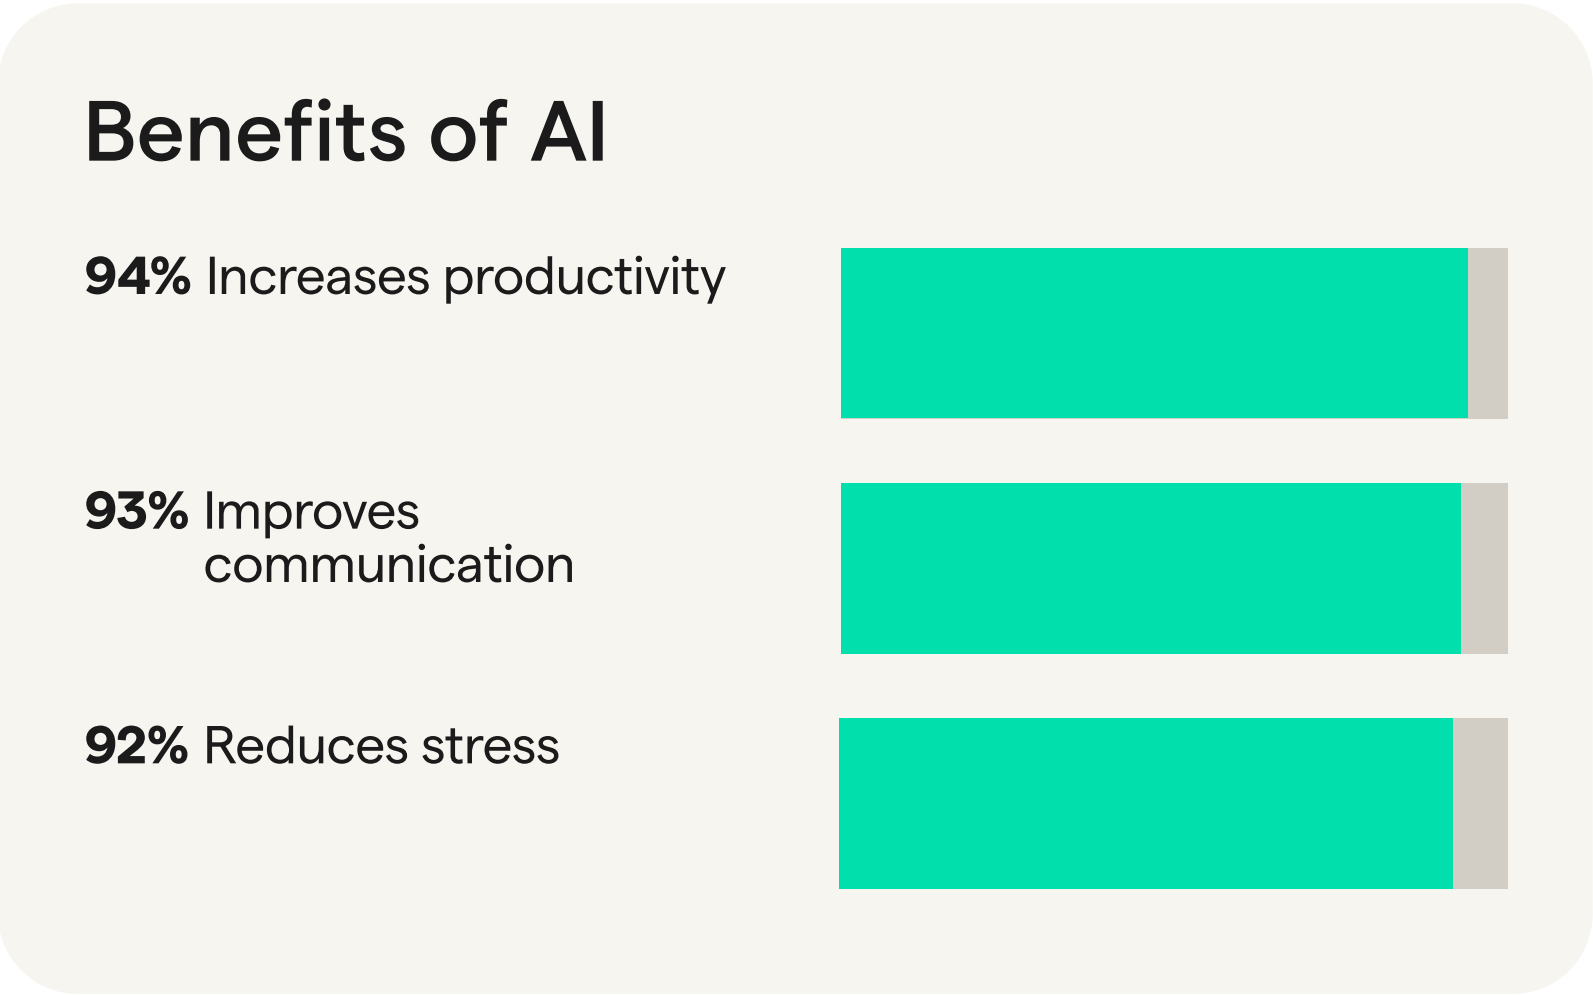 Benefits of AI
94% Increases productivity
93% Improves
communication
92% Reduces stress